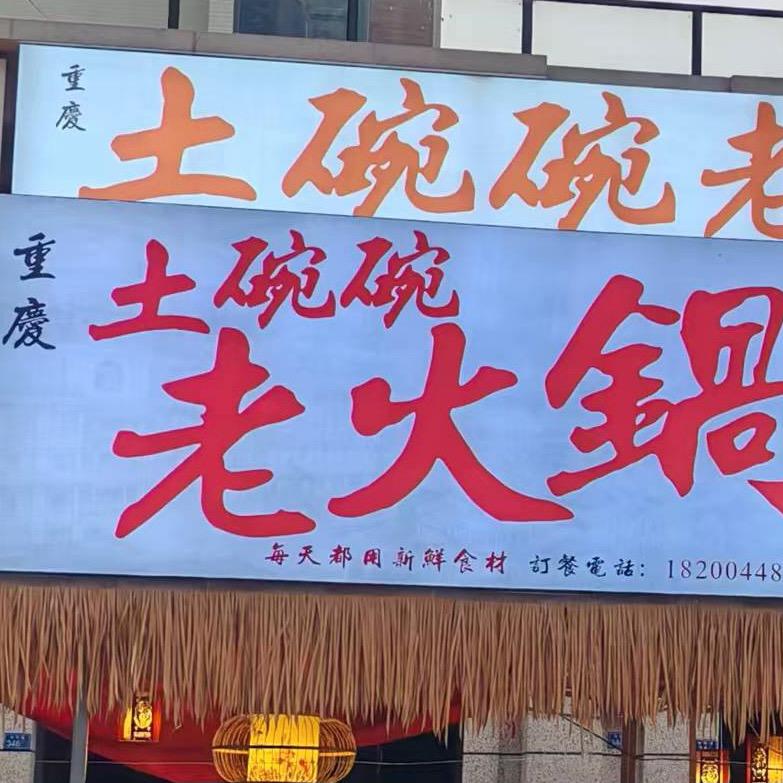 重慶
土碗碗老
重慶
土碗碗
老火鍋
每天都用新鮮食材 訂餐電話：18200448